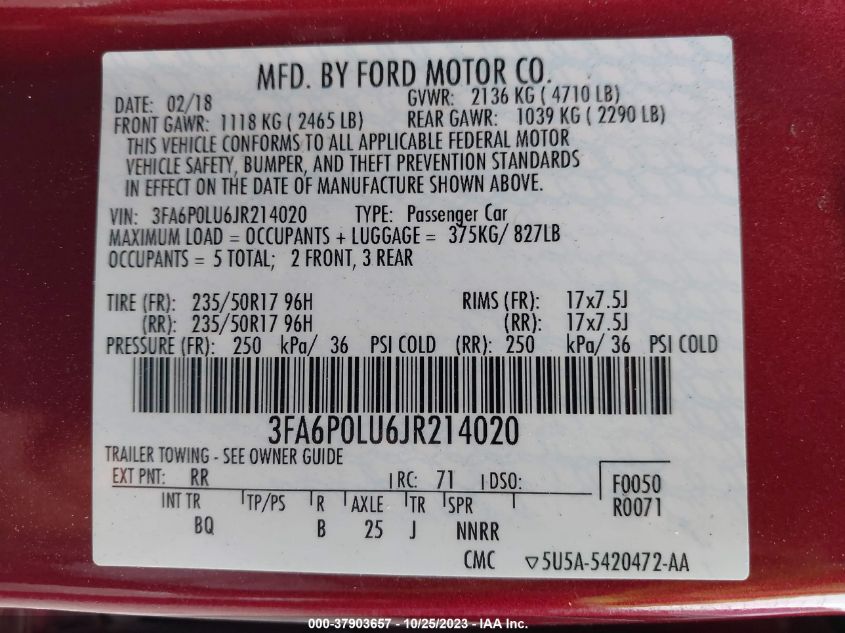 MFD. BY FORD MOTOR CO.
DATE: 02/18 GVWR: 2136 KG ( 4710 LB)
FRONT GAWR: 1118 KG ( 2465 LB) REAR GAWR: 1039 KG ( 2290 LB)
THIS VEHICLE CONFORMS TO ALL APPLICABLE FEDERAL MOTOR
VEHICLE SAFETY, BUMPER, AND THEFT PREVENTION STANDARDS
IN EFFECT ON THE DATE OF MANUFACTURE SHOWN ABOVE.
VIN: 3FA6P0LU6JR214020 TYPE: Passenger Car
MAXIMUM LOAD = OCCUPANTS + LUGGAGE = 375KG/ 827LB
OCCUPANTS = 5 TOTAL; 2 FRONT, 3 REAR
TIRE (FR): 235/50R17 96H RIMS (FR): 17x7.5J
(RR): 235/50R17 96H (RR): 17x7.5J
PRESSURE (FR): 250 kPa/ 36 PSI COLD (RR): 250 kPa/ 36 PSI COLD
3FA6P0LU6JR214020
TRAILER TOWING - SEE OWNER GUIDE
EXT PNT: RR RC: 71 DSO: F0050
INT TR TP/PS R AXLE TR SPR R0071
BQ B 25 J NNRR
CMC ▽5U5A-5420472-AA
000-37903657 - 10/25/2023 - IAA Inc.